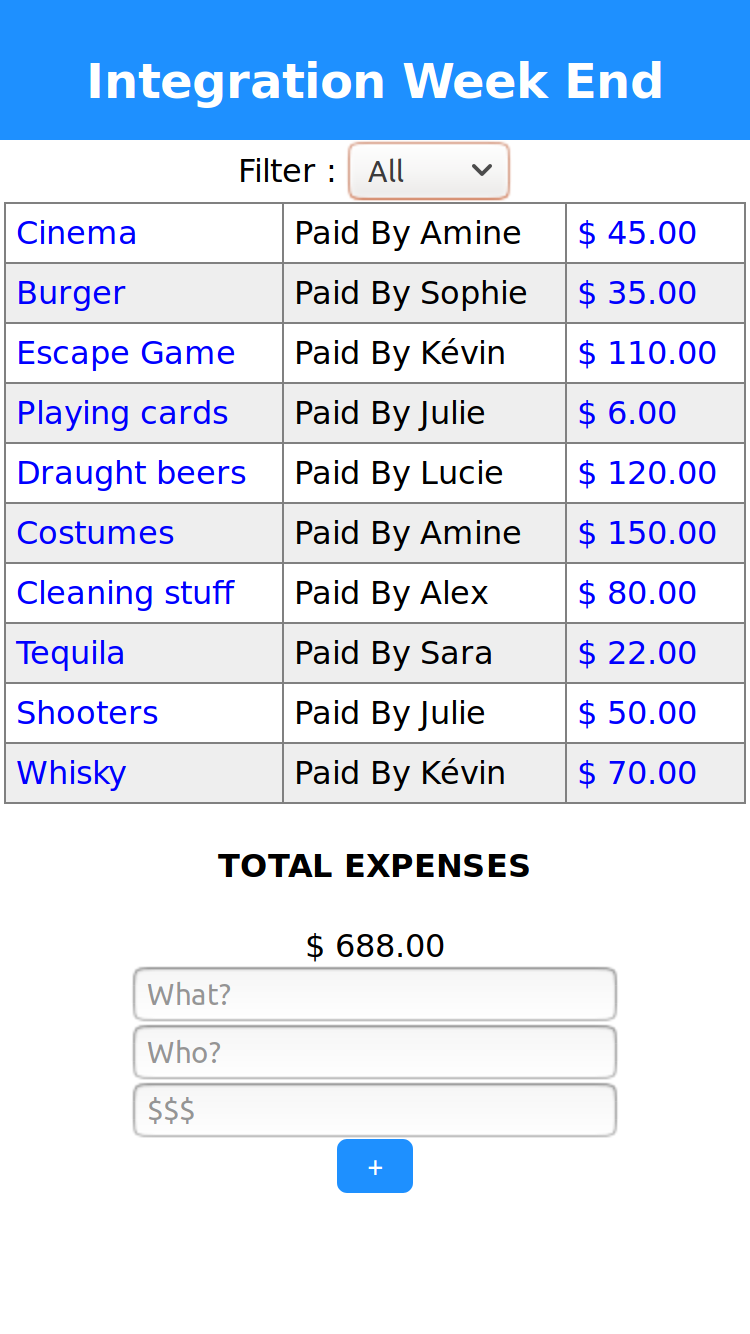 Integration Week End
Filter : All
Cinema Paid By Amine $ 45.00
Burger Paid By Sophie $ 35.00
Escape Game Paid By Kévin $ 110.00
Playing cards Paid By Julie $ 6.00
Draught beers Paid By Lucie $ 120.00
Costumes Paid By Amine $ 150.00
Cleaning stuff Paid By Alex $ 80.00
Tequila Paid By Sara $ 22.00
Shooters Paid By Julie $ 50.00
Whisky Paid By Kévin $ 70.00
TOTAL EXPENSES
$ 688.00
What?
Who?
$$$
+